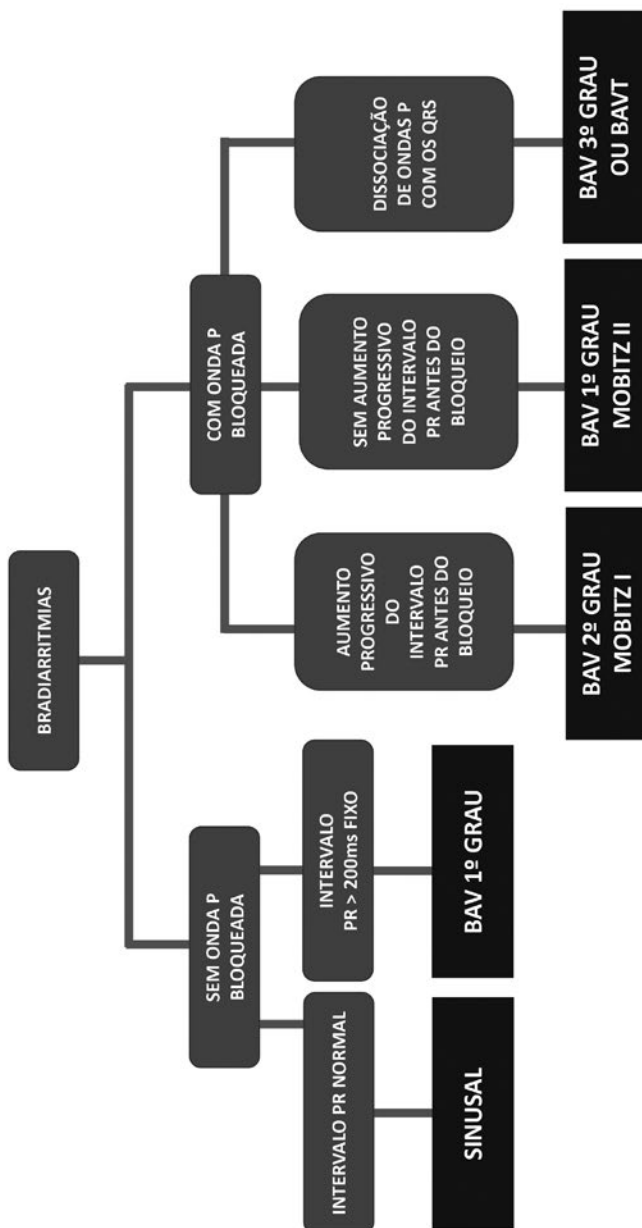 BRADIARRITMIAS
SEM ONDA P
BLOQUEADA
COM ONDA P
BLOQUEADA
INTERVALO PR NORMAL
INTERVALO
PR > 200ms FIXO
AUMENTO
PROGRESSIVO
DO
INTERVALO
PR ANTES DO
BLOQUEIO
SEM AUMENTO
PROGRESSIVO
DO INTERVALO
PR ANTES DO
BLOQUEIO
DISSOCIAÇÃO
DE ONDAS P
COM OS QRS
SINUSAL
BAV 1º GRAU
BAV 2º GRAU
MOBITZ I
BAV 1º GRAU
MOBITZ II
BAV 3º GRAU
OU BAVT